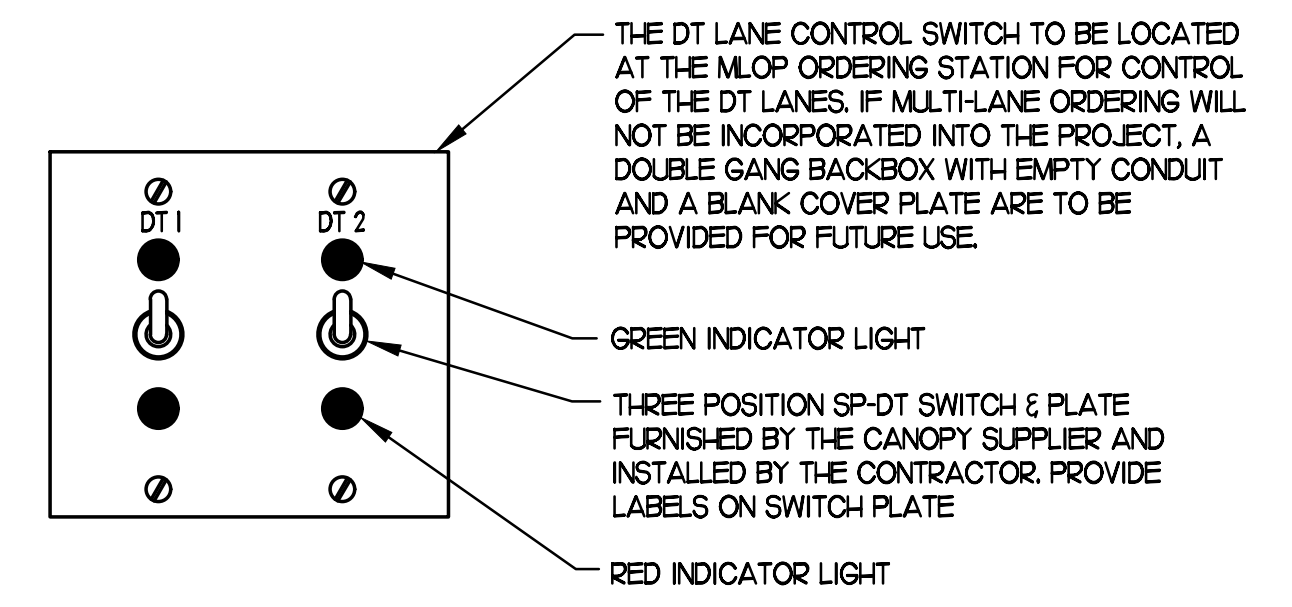 THE DT LANE CONTROL SWITCH TO BE LOCATED
AT THE MLOP ORDERING STATION FOR CONTROL
OF THE DT LANES. IF MULTI-LANE ORDERING WILL
NOT BE INCORPORATED INTO THE PROJECT, A
DOUBLE GANG BACKBOX WITH EMPTY CONDUIT
AND A BLANK COVER PLATE ARE TO BE
PROVIDED FOR FUTURE USE.
DT 1
DT 2
GREEN INDICATOR LIGHT
THREE POSITION SP-DT SWITCH & PLATE
FURNISHED BY THE CANOPY SUPPLIER AND
INSTALLED BY THE CONTRACTOR. PROVIDE
LABELS ON SWITCH PLATE
RED INDICATOR LIGHT